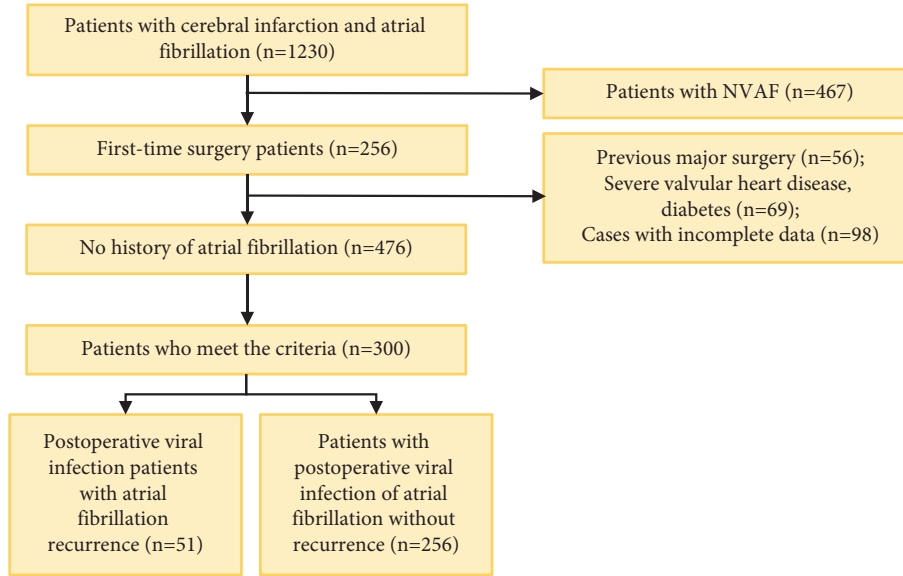 Patients with cerebral infarction and atrial
fibrillation (n=1230)
Patients with NVAF (n=467)
First-time surgery patients (n=256)
Previous major surgery (n=56);
Severe valvular heart disease,
diabetes (n=69);
Cases with incomplete data (n=98)
No history of atrial fibrillation (n=476)
Patients who meet the criteria (n=300)
Postoperative viral
infection patients
with atrial
fibrillation
recurrence (n=51)
Patients with
postoperative viral
infection of atrial
fibrillation without
recurrence (n=256)